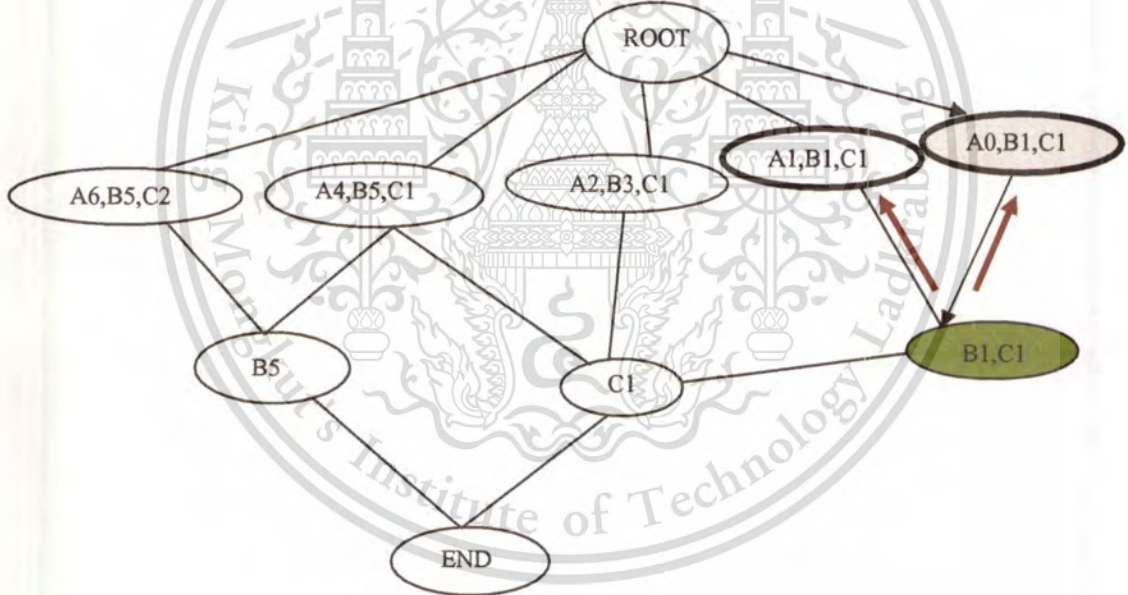 ROOT
A0,B1,C1
A1,B1,C1
A6,B5,C2
A4,B5,C1
A2,B3,C1
B1,C1
B5
C1
END
King Mongkut's Institute of Technology Ladkrabang